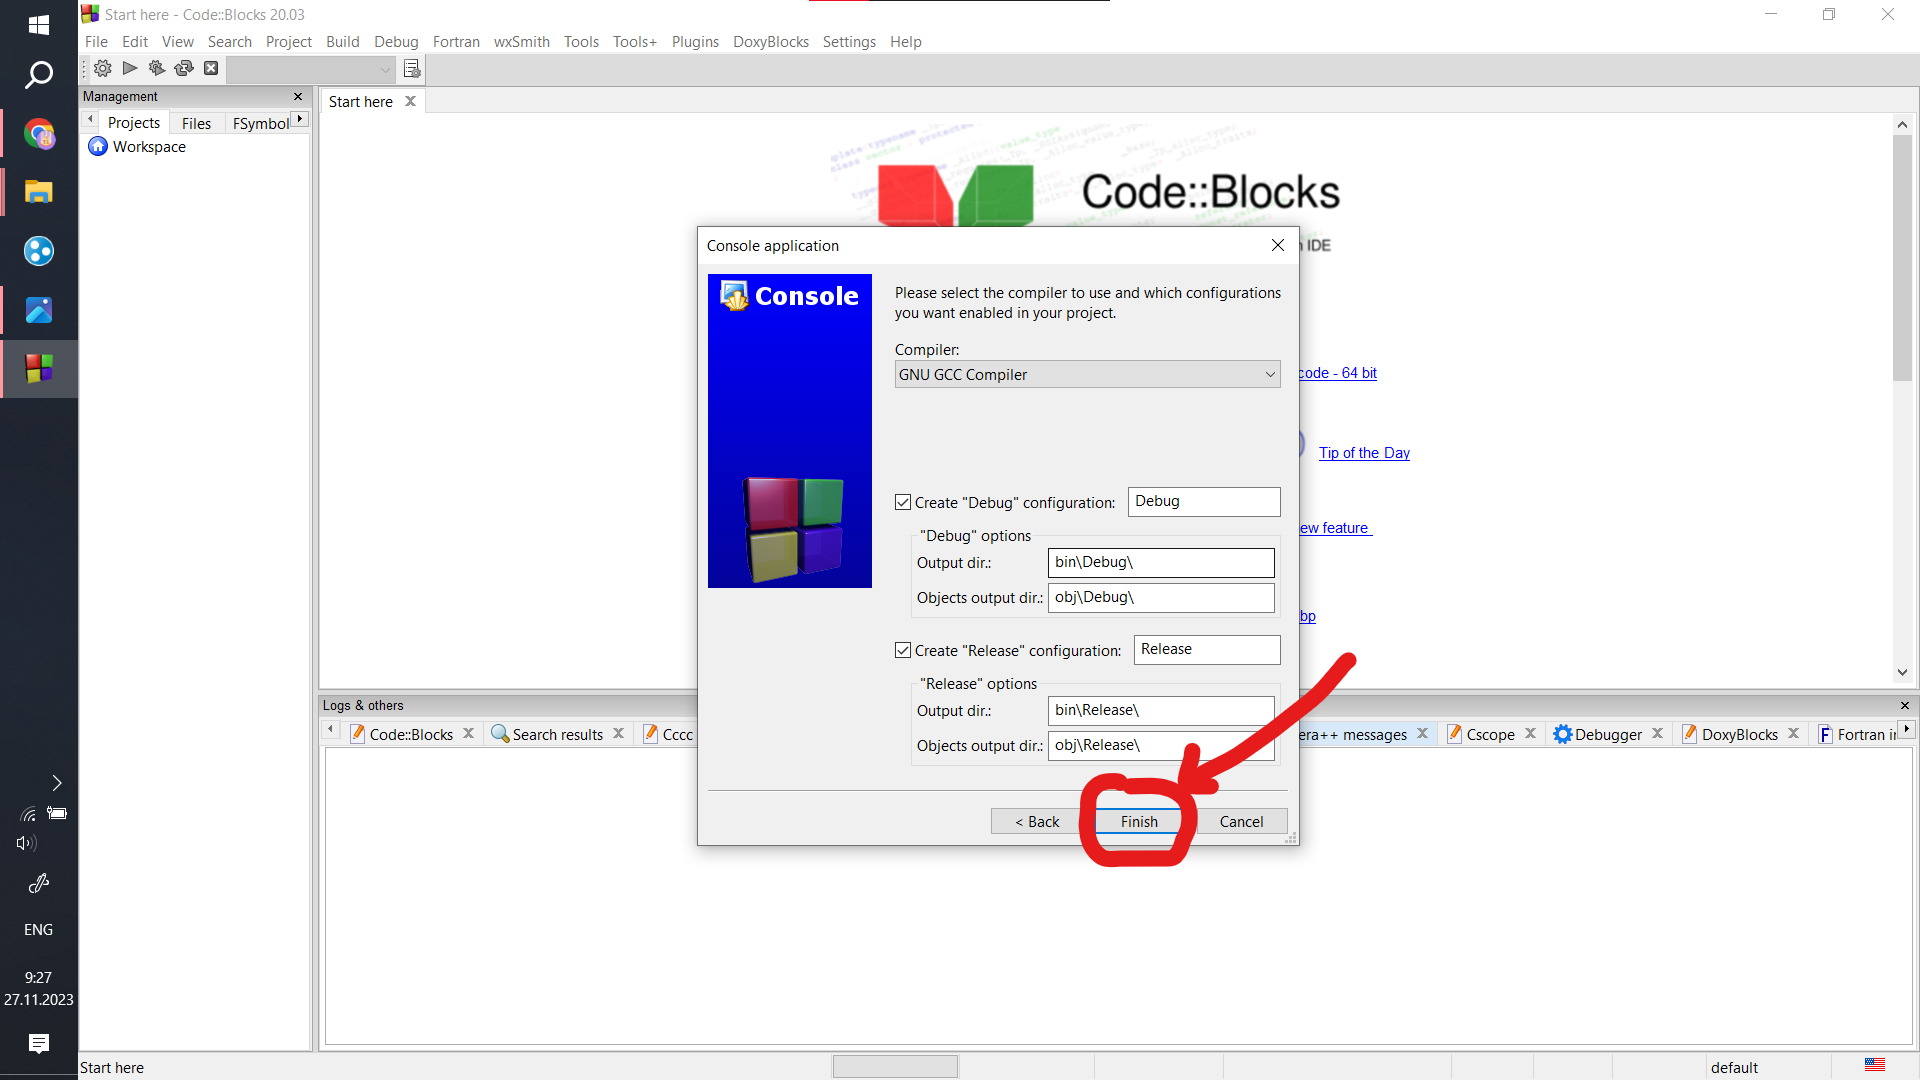 Start here - Code::Blocks 20.03
File Edit View Search Project Build Debug Fortran wxSmith Tools Tools+ Plugins DoxyBlocks Settings Help
Management
Projects Files FSymbol
Workspace
Start here
Code::Blocks
IDE
code - 64 bit
Tip of the Day
ew feature
bp
Console application
Console
Please select the compiler to use and which configurations
you want enabled in your project.
Compiler:
GNU GCC Compiler
Create "Debug" configuration: Debug
"Debug" options
Output dir.: bin\Debug\
Objects output dir.: obj\Debug\
Create "Release" configuration: Release
"Release" options
Output dir.: bin\Release\
Objects output dir.: obj\Release\
< Back Finish Cancel
Logs & others
Code::Blocks Search results Cccc era++ messages Cscope Debugger DoxyBlocks Fortran in
ENG
9:27
27.11.2023
Start here default